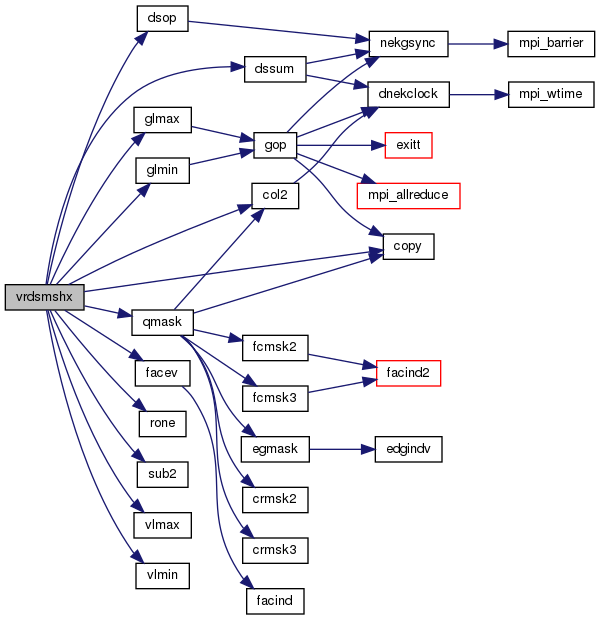 dsop
nekgsync
mpi_barrier
dssum
dnekclock
mpi_wtime
glmax
gop
exitt
glmin
mpi_allreduce
col2
copy
vrdsmshx
qmask
fcmsk2
facev
facind2
fcmsk3
rone
egmask
edgindv
sub2
crmsk2
vlmax
crmsk3
vlmin
facind